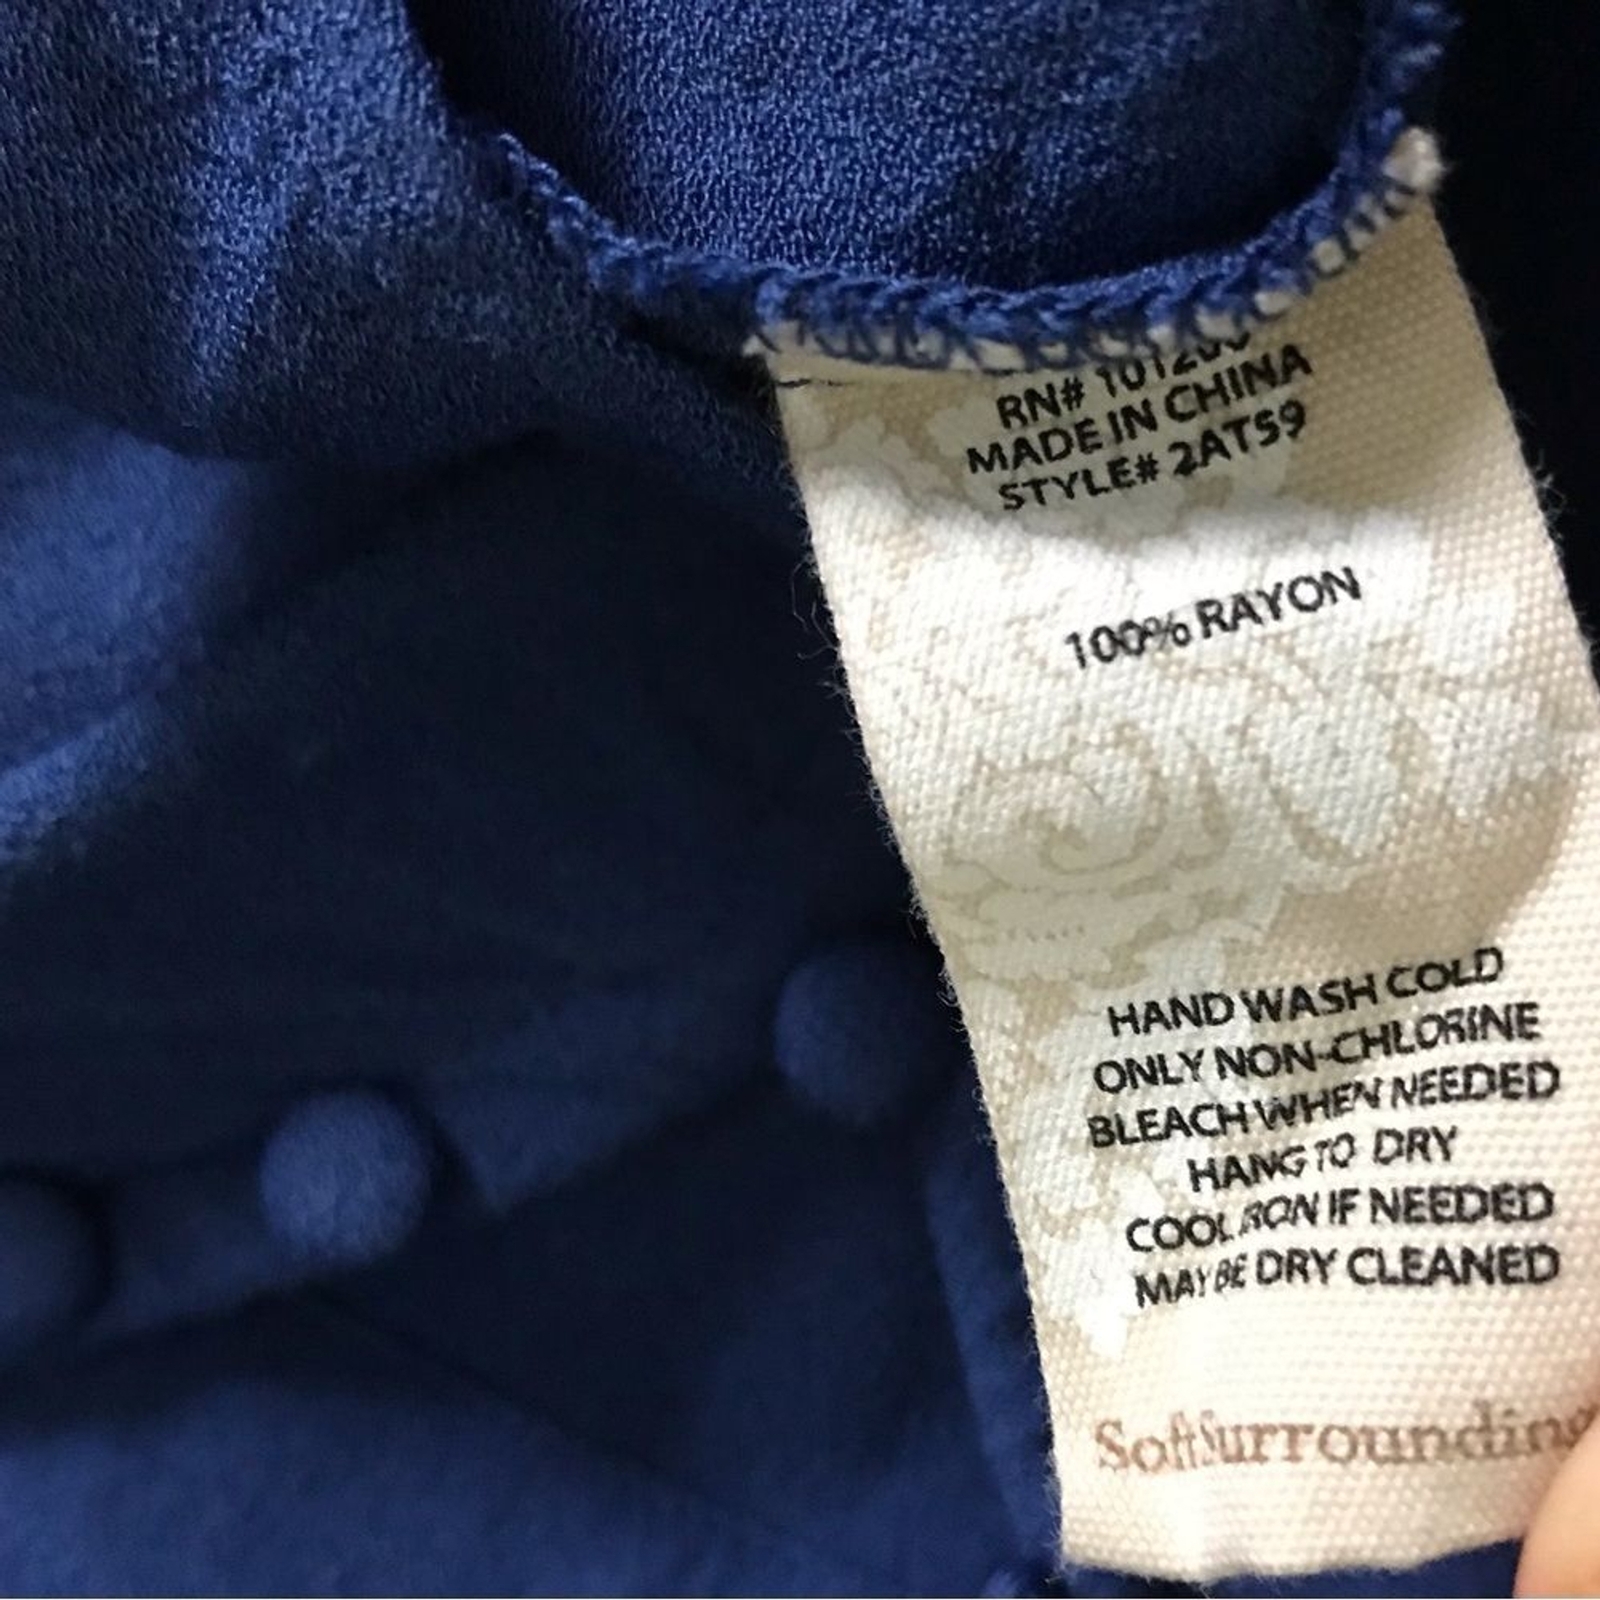 RN#
MADE IN CHINA
STYLE# 2AT59
100% RAYON
HAND WASH COLD
ONLY NON-CHLORINE
BLEACH WHEN NEEDED
HANG TO DRY
COOL IRON IF NEEDED
MAY BE DRY CLEANED
SoftSurrounding